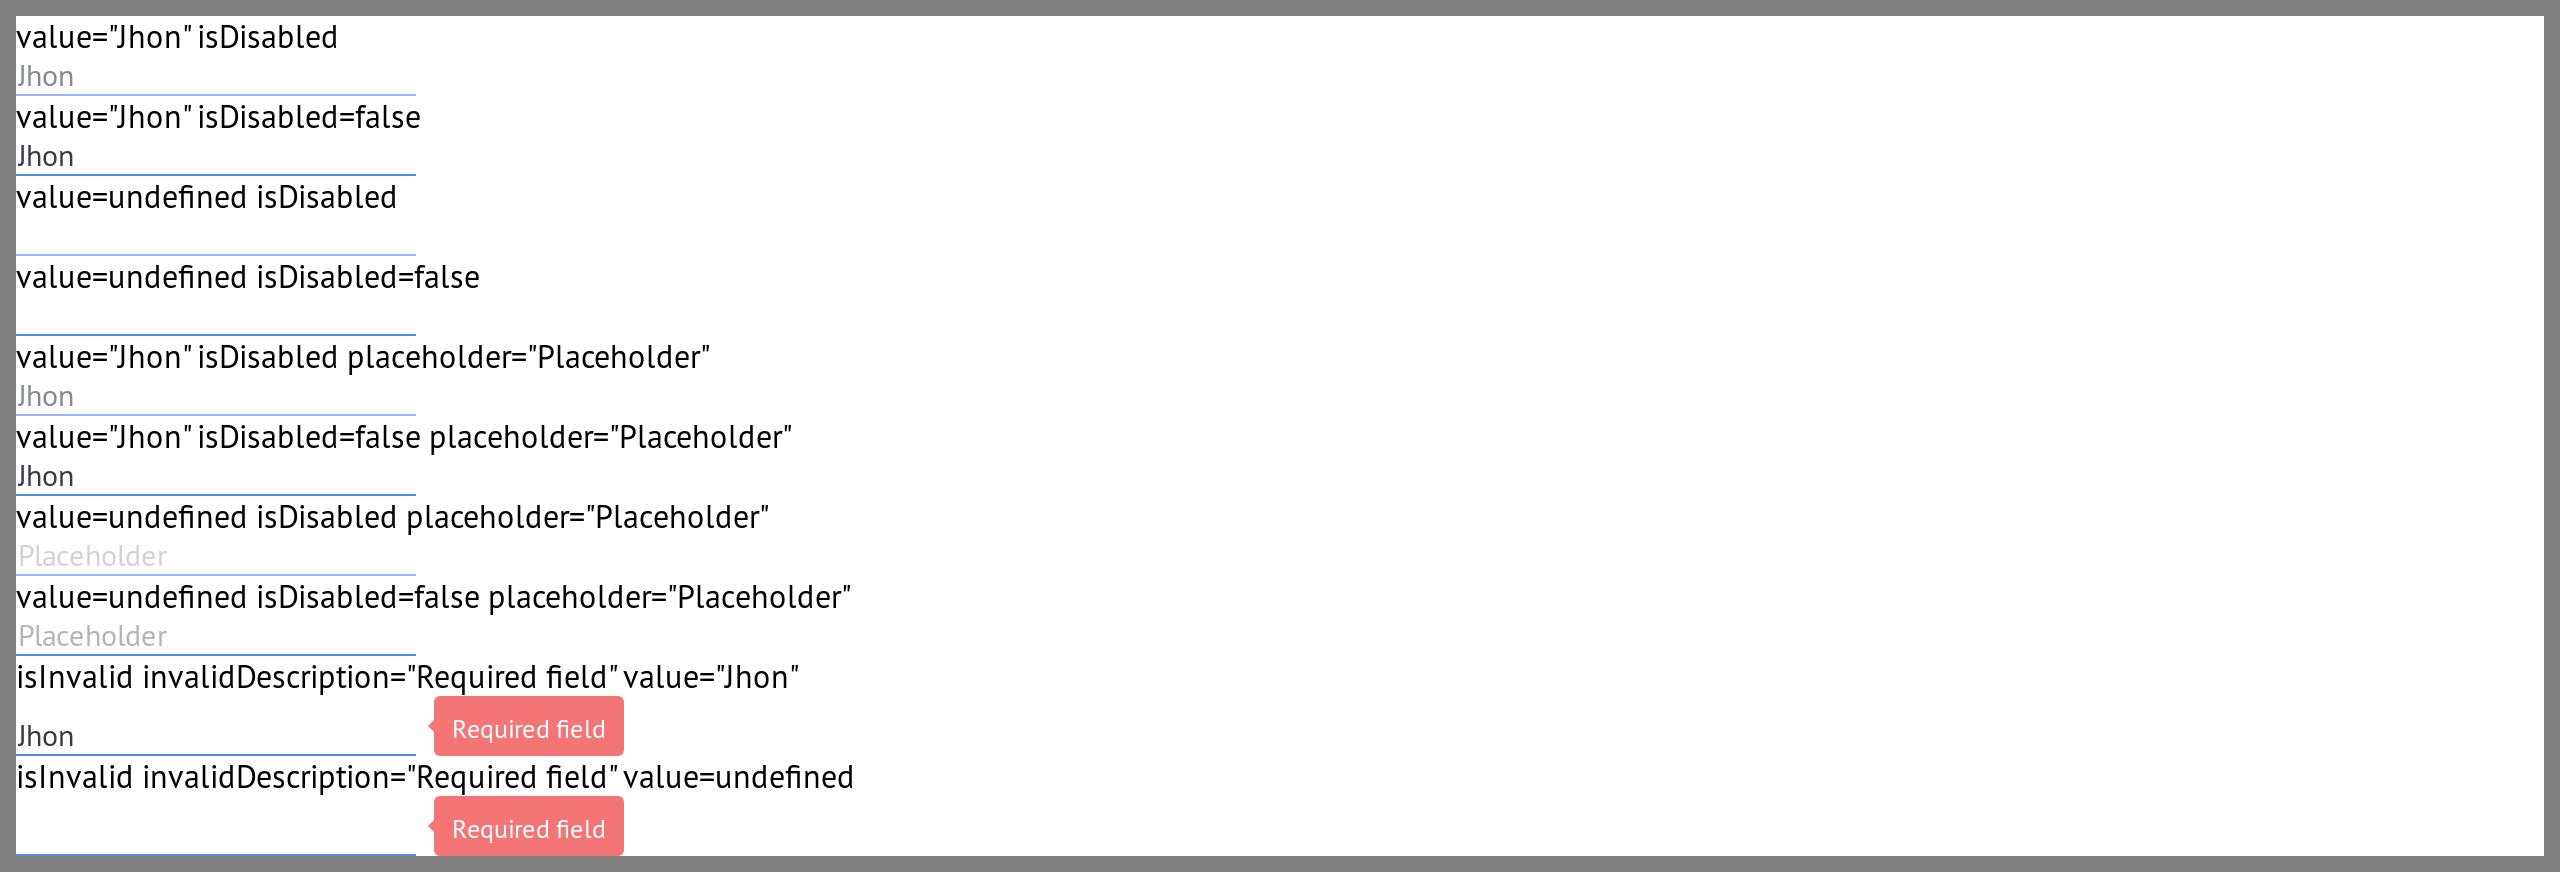 value="Jhon" isDisabled
Jhon
value="Jhon" isDisabled=false
Jhon
value=undefined isDisabled
value=undefined isDisabled=false
value="Jhon" isDisabled placeholder="Placeholder"
Jhon
value="Jhon" isDisabled=false placeholder="Placeholder"
Jhon
value=undefined isDisabled placeholder="Placeholder"
Placeholder
value=undefined isDisabled=false placeholder="Placeholder"
Placeholder
isInvalid invalidDescription="Required field" value="Jhon"
Jhon
Required field
isInvalid invalidDescription="Required field" value=undefined
Required field